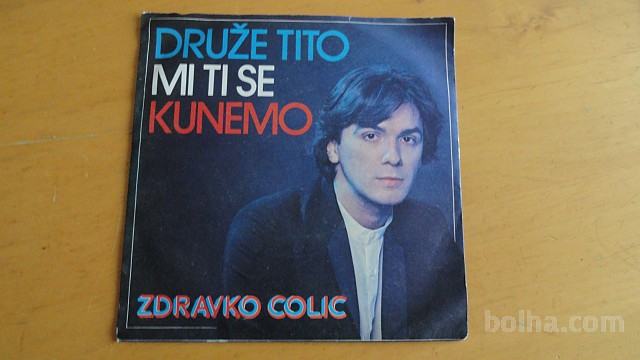 DRUŽE TITO
MI TI SE
KUNEMO
ZDRAVKO COLIC
bolha.com